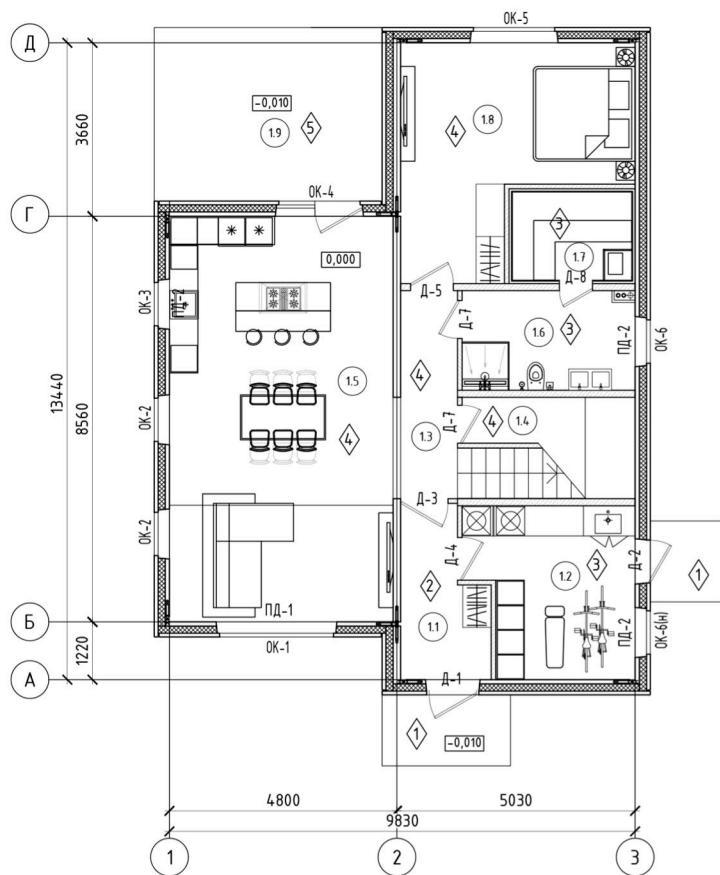 ОК-5
Д
-0,010
1.9
5
4
1.8
3660
ОК-4
Г
0,000
3
1.7
Д-8
Д-5
ОК-3
ПД-2
Д-7
1.6
3
ПД-2
ОК-6
13440
8560
1.5
4
4
ОК-2
4
1.3
Д-7
4
1.4
Д-3
ОК-2
Д-4
3
1.2
Д-2
1
2
1.1
ПД-1
ПД-2
ОК-6(н)
Б
ОК-1
1220
А
Д-1
1
-0,010
4800
5030
9830
1
2
3